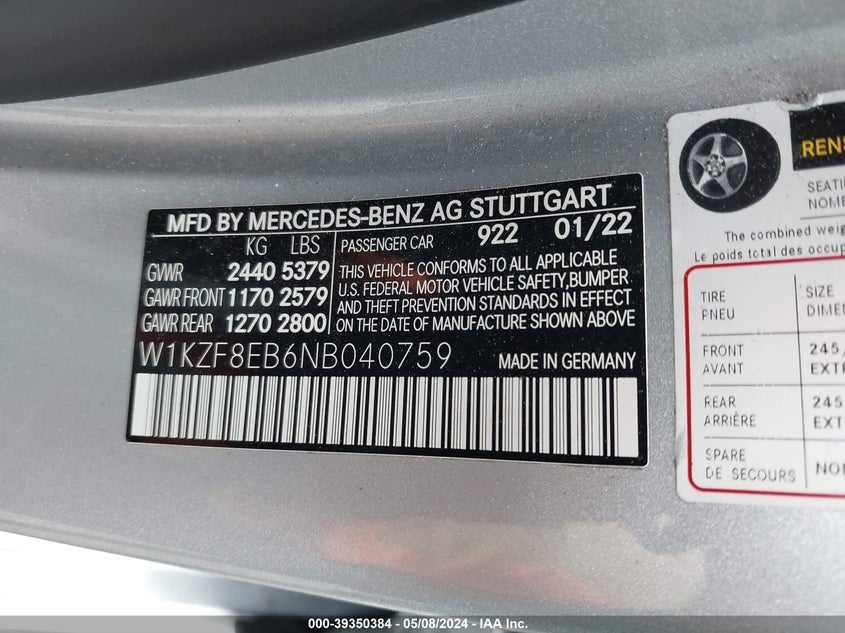 MFD BY MERCEDES-BENZ AG STUTTGART
KG LBS
GVWR 2440 5379
GAWR FRONT 1170 2579
GAWR REAR 1270 2800
PASSENGER CAR 922 01/22
THIS VEHICLE CONFORMS TO ALL APPLICABLE
U.S. FEDERAL MOTOR VEHICLE SAFETY,BUMPER
AND THEFT PREVENTION STANDARDS IN EFFECT
ON THE DATE OF MANUFACTURE SHOWN ABOVE
W1KZF8EB6NB040759
MADE IN GERMANY
The combined
Le poids total des
TIRE
PNEU
SIZE
FRONT
AVANT
245/
REAR
ARRIÈRE
245
SPARE
DE SECOURS
000-39350384 - 05/08/2024 - IAA Inc.